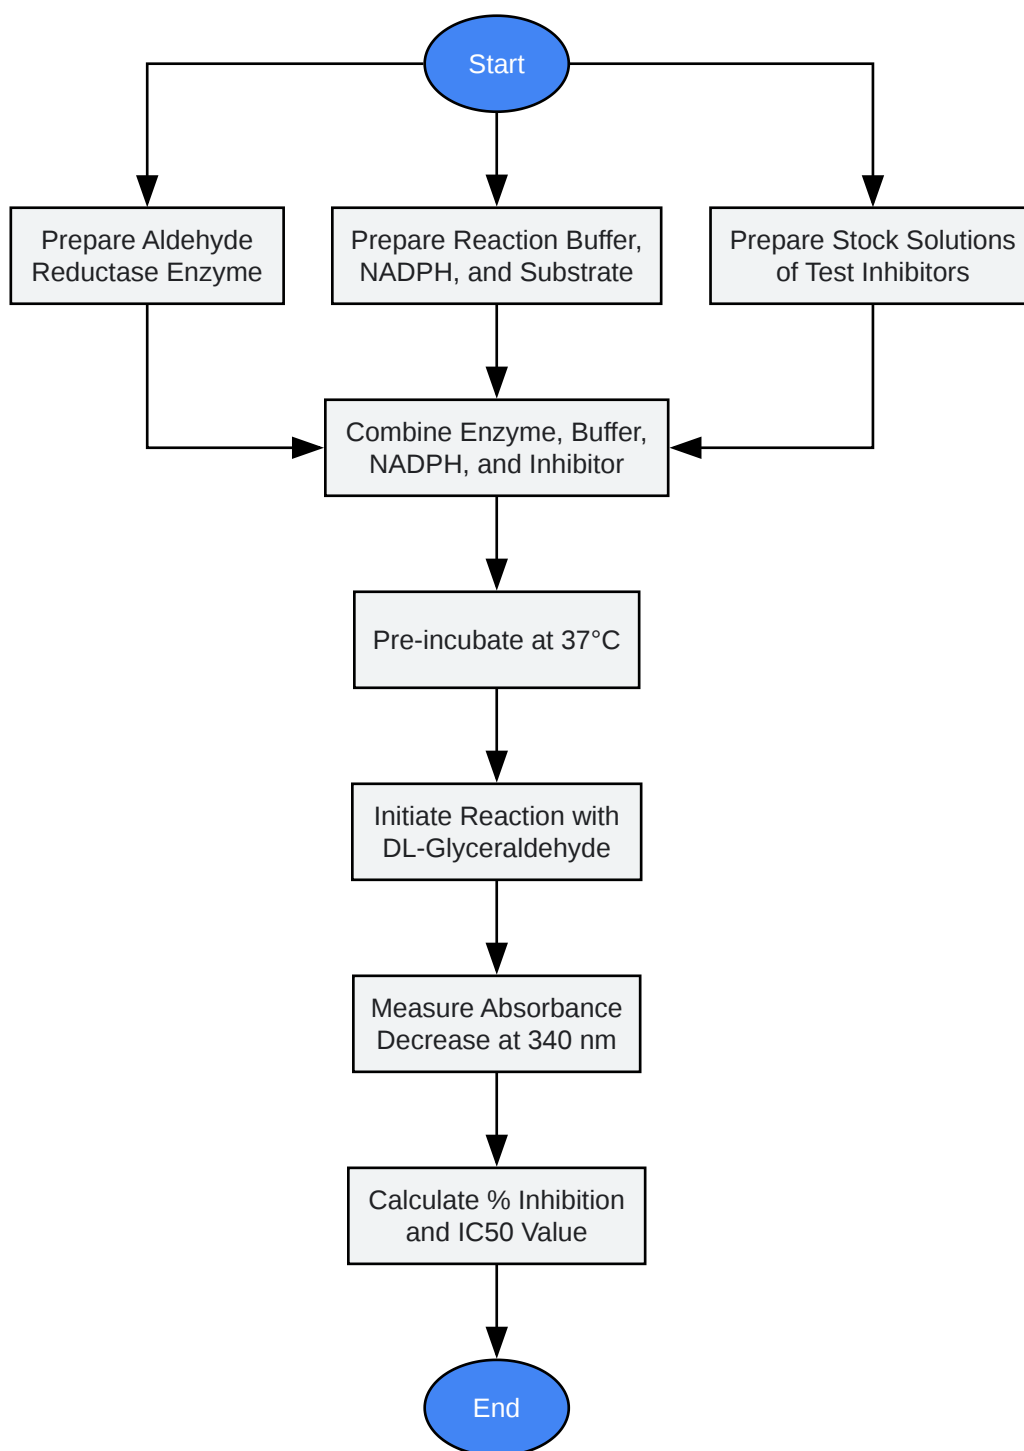 Start
Prepare Aldehyde
Reductase Enzyme
Prepare Reaction Buffer,
NADPH, and Substrate
Prepare Stock Solutions
of Test Inhibitors
Combine Enzyme, Buffer,
NADPH, and Inhibitor
Pre-incubate at 37°C
Initiate Reaction with
DL-Glyceraldehyde
Measure Absorbance
Decrease at 340 nm
Calculate % Inhibition
and IC50 Value
End